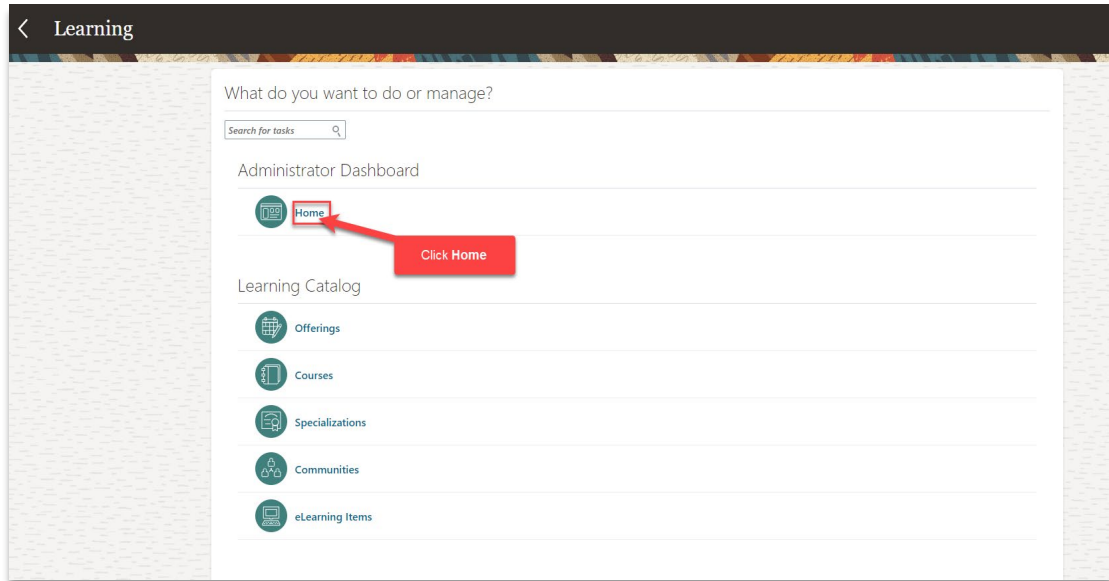 Learning
What do you want to do or manage?
Search for tasks
Administrator Dashboard
Home
Click Home
Learning Catalog
Offerings
Courses
Specializations
Communities
eLearning Items